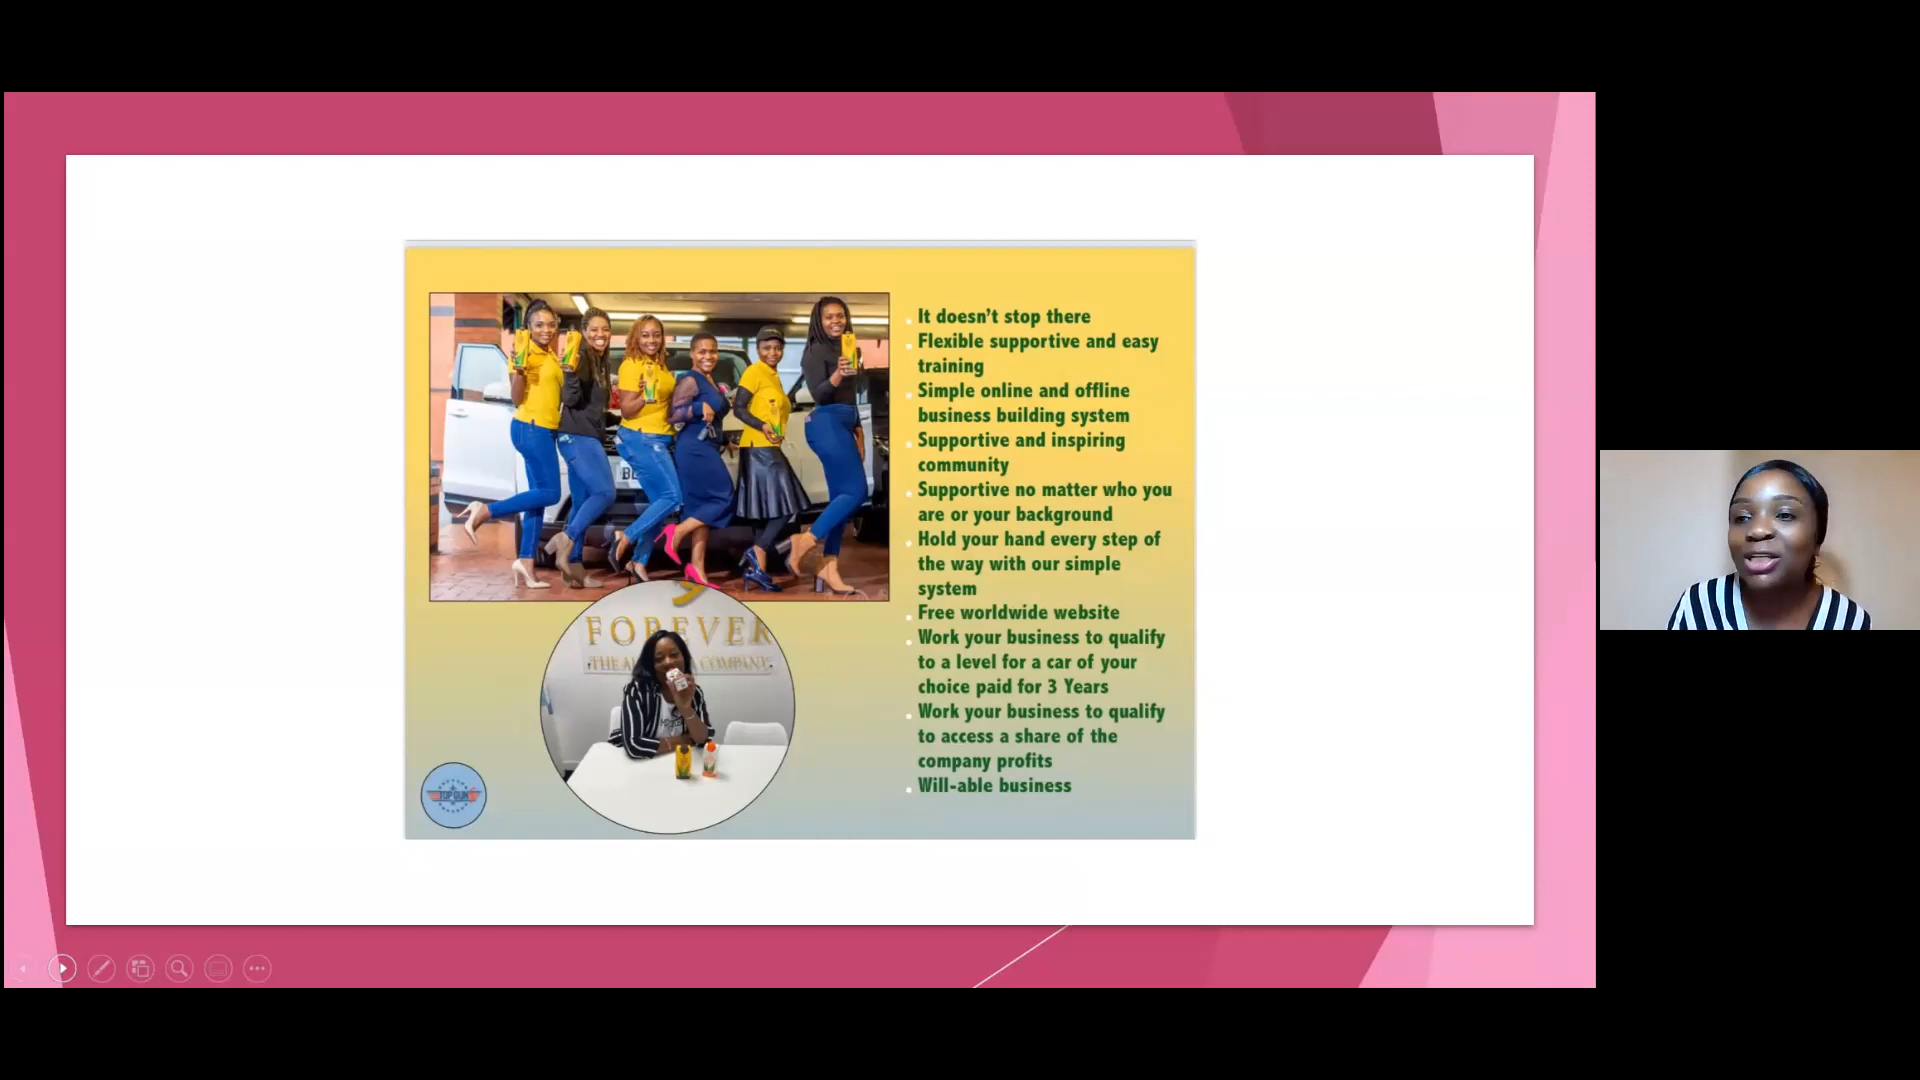 It doesn't stop there
Flexible supportive and easy
training
Simple online and offline
business building system
Supportive and inspiring
community
Supportive no matter who you
are or your background
Hold your hand every step of
the way with our simple
system
Free worldwide website
Work your business to qualify
to a level for a car of your
choice paid for 3 Years
Work your business to qualify
to access a share of the
company profits
Will-able business
FOREVER
THE COMPANY
TOP GUN